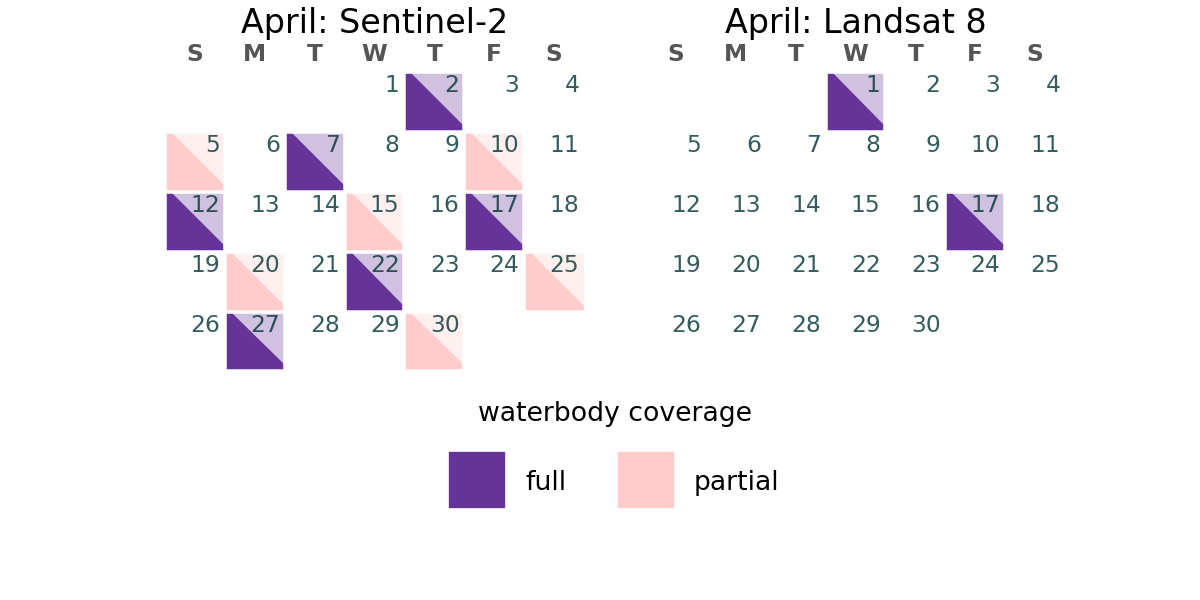 April: Sentinel-2
S M T W T F S
1 2 3 4
5 6 7 8 9 10 11
12 13 14 15 16 17 18
19 20 21 22 23 24 25
26 27 28 29 30
April: Landsat 8
S M T W T F S
1 2 3 4
5 6 7 8 9 10 11
12 13 14 15 16 17 18
19 20 21 22 23 24 25
26 27 28 29 30
waterbody coverage
full partial